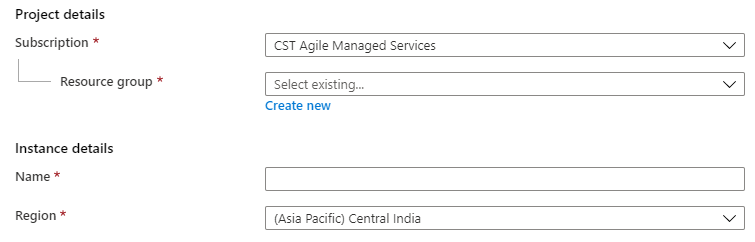 Project details
Subscription *
CST Agile Managed Services
Resource group *
Select existing...
Create new
Instance details
Name *
Region *
(Asia Pacific) Central India